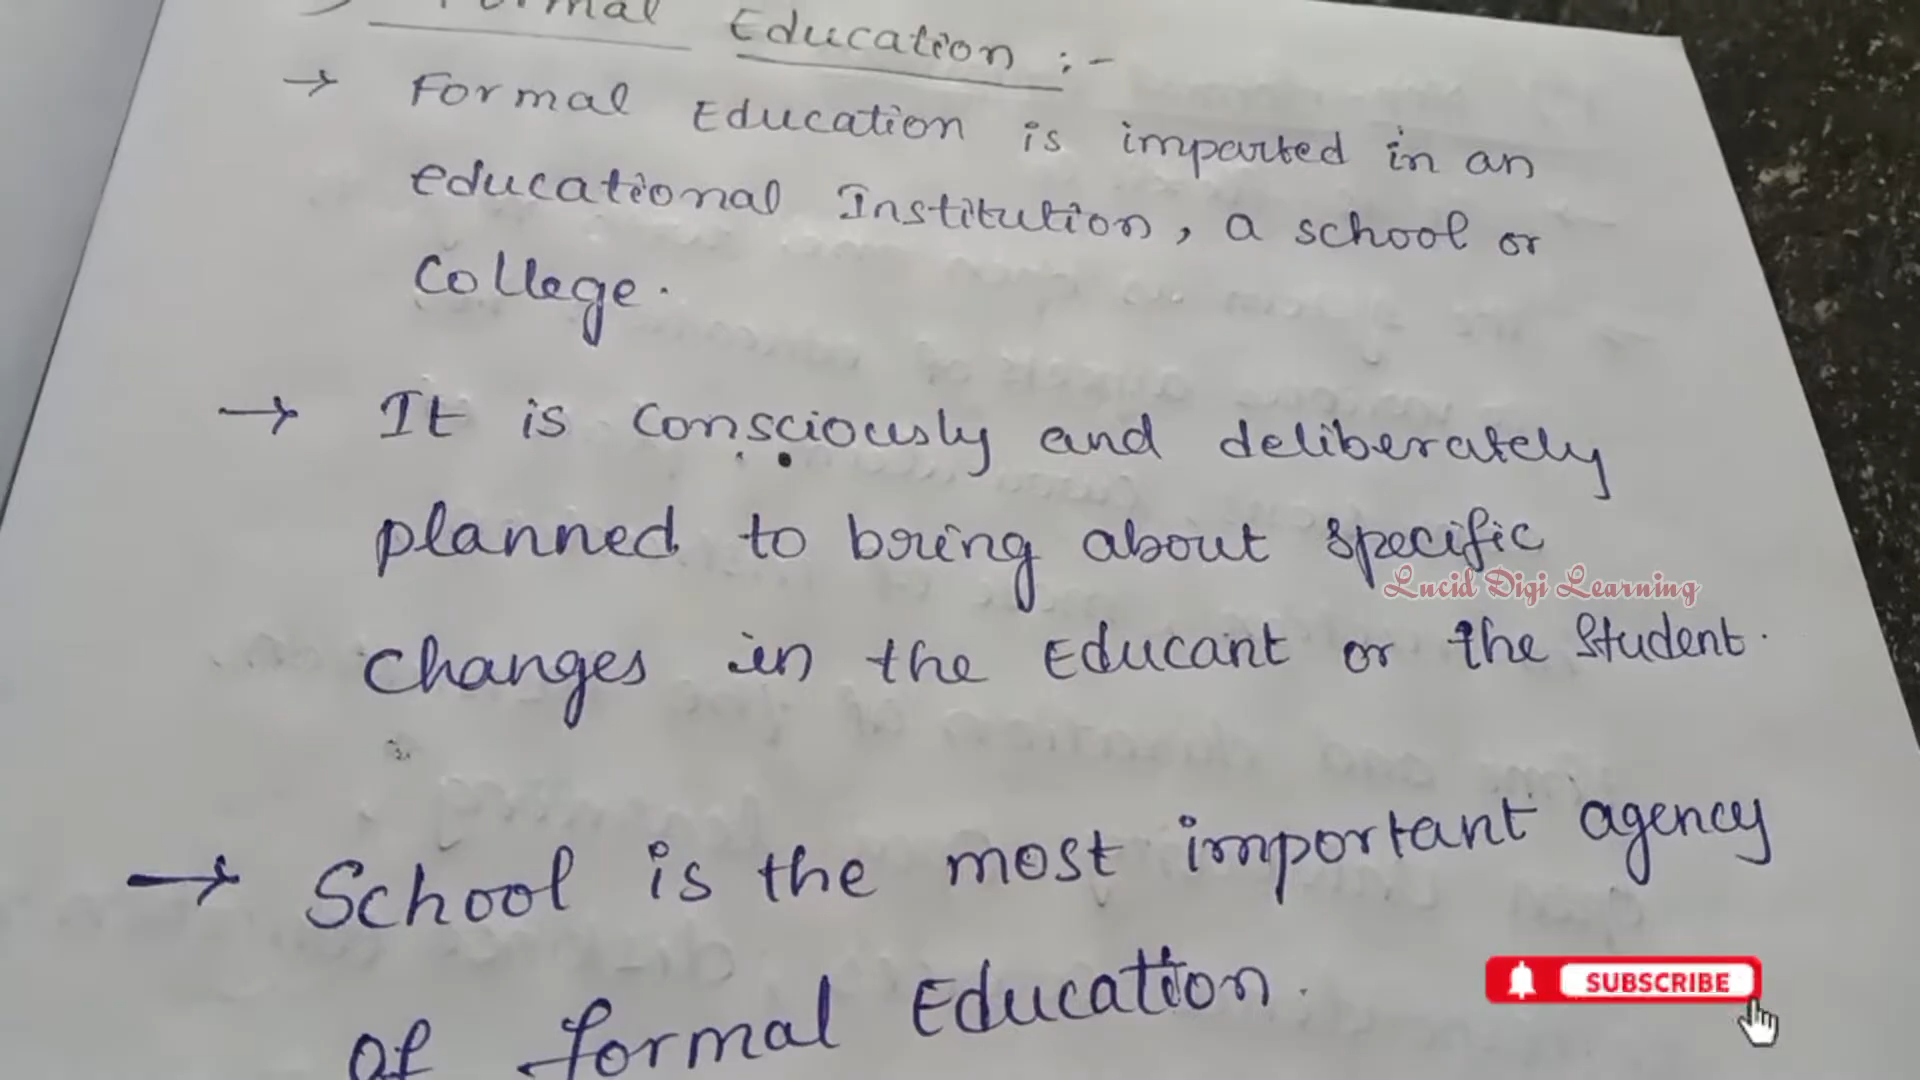 Formal Education :-
→ Formal Education is imparted in an
educational Institution, a school or
College.
→ It is Consciously and deliberately
planned to bring about specific
Lucid Digi Learning
changes in the Educant or the Student.
→ School is the most important agency
of formal Education.
SUBSCRIBE